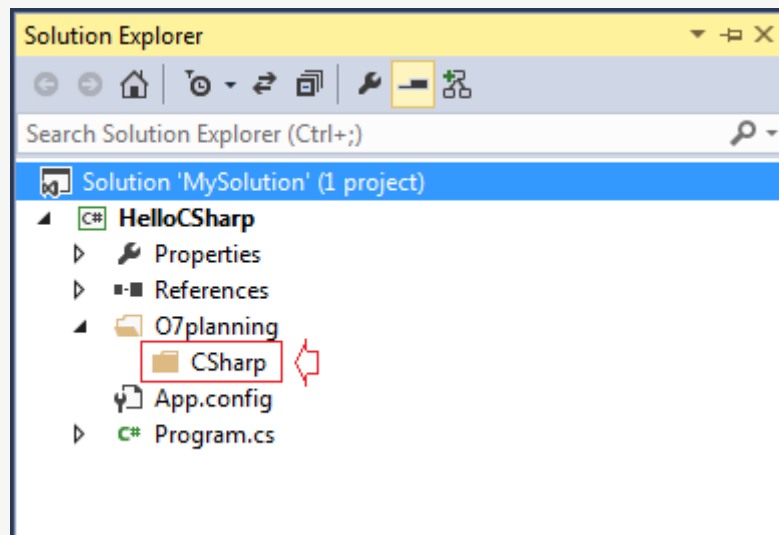 Solution Explorer
Search Solution Explorer (Ctrl+;)
Solution 'MySolution' (1 project)
C# HelloCSharp
Properties
References
O7planning
CSharp
App.config
C# Program.cs